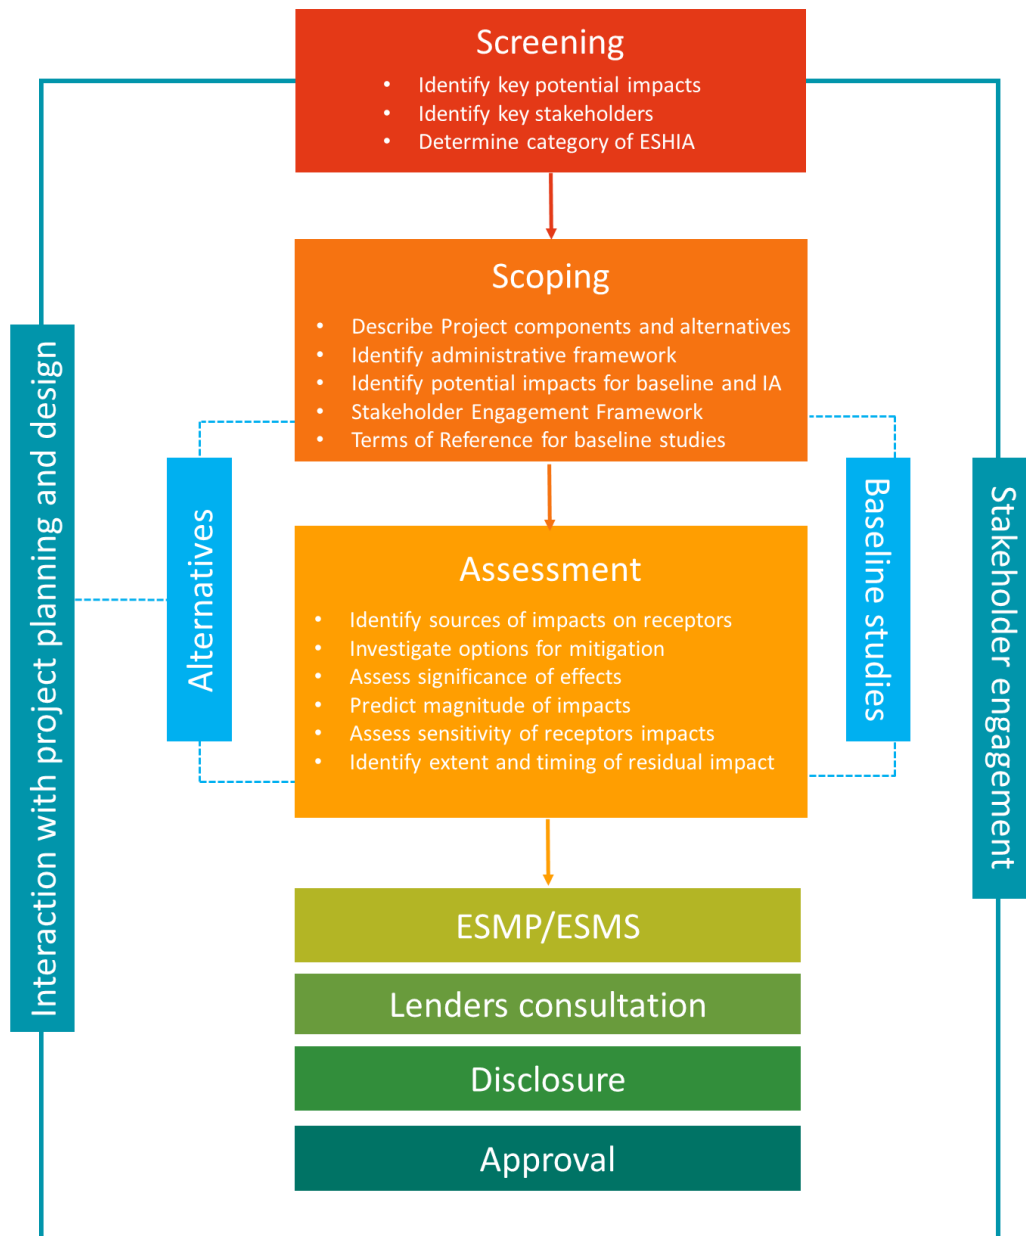 Screening
• Identify key potential impacts
• Identify key stakeholders
• Determine category of ESHIA
Scoping
• Describe Project components and alternatives
• Identify administrative framework
• Identify potential impacts for baseline and IA
• Stakeholder Engagement Framework
• Terms of Reference for baseline studies
Interaction with project planning and design
Alternatives
Baseline studies
Stakeholder engagement
Assessment
• Identify sources of impacts on receptors
• Investigate options for mitigation
• Assess significance of effects
• Predict magnitude of impacts
• Assess sensitivity of receptors impacts
• Identify extent and timing of residual impact
ESMP/ESMS
Lenders consultation
Disclosure
Approval